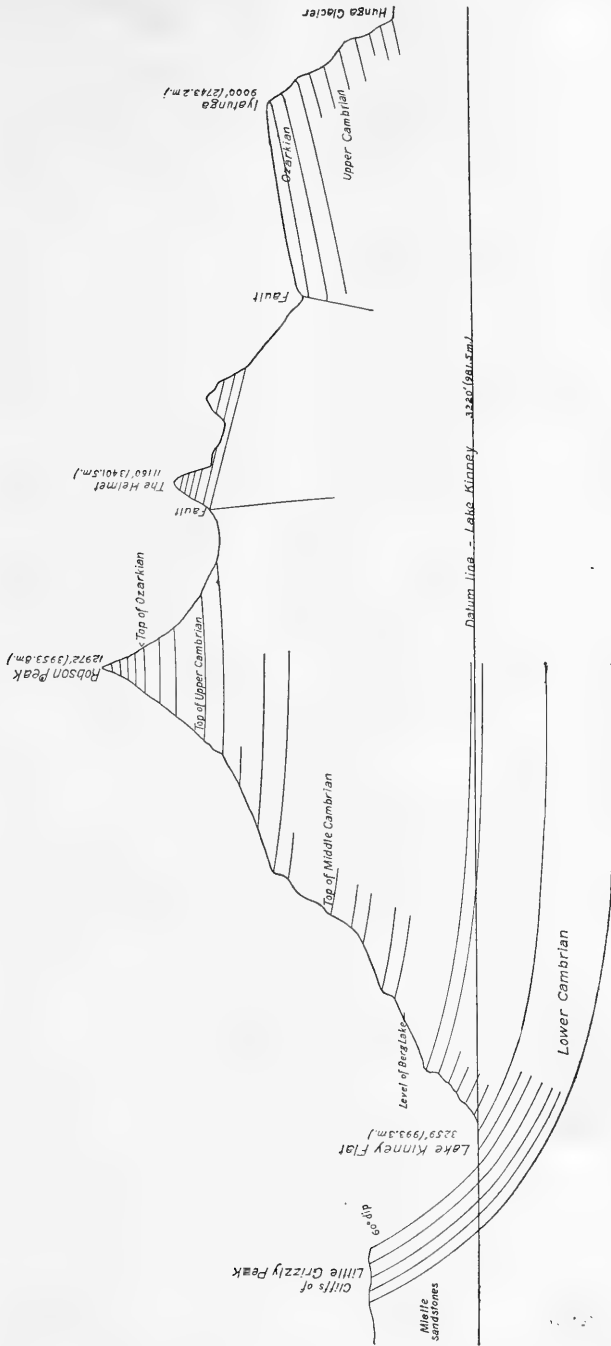 Cliffs of
Little Grizzly Peak
60° dip
Miette
sandstones
Lake Kinney Flat
3259'(993.3m.)
Level of Berg Lake
Lower Cambrian
Top of Middle Cambrian
Robson Peak
12972'(3953.8m.)
Top of Ozarkian
Top of Upper Cambrian
Fault
The Helmet
11160'(3401.5m.)
Datum line - Lake Kinney 3220'(981.5m)
Fault
Iyatunga
9000'(2743.2m.)
Ozarkian
Upper Cambrian
Hunga Glacier